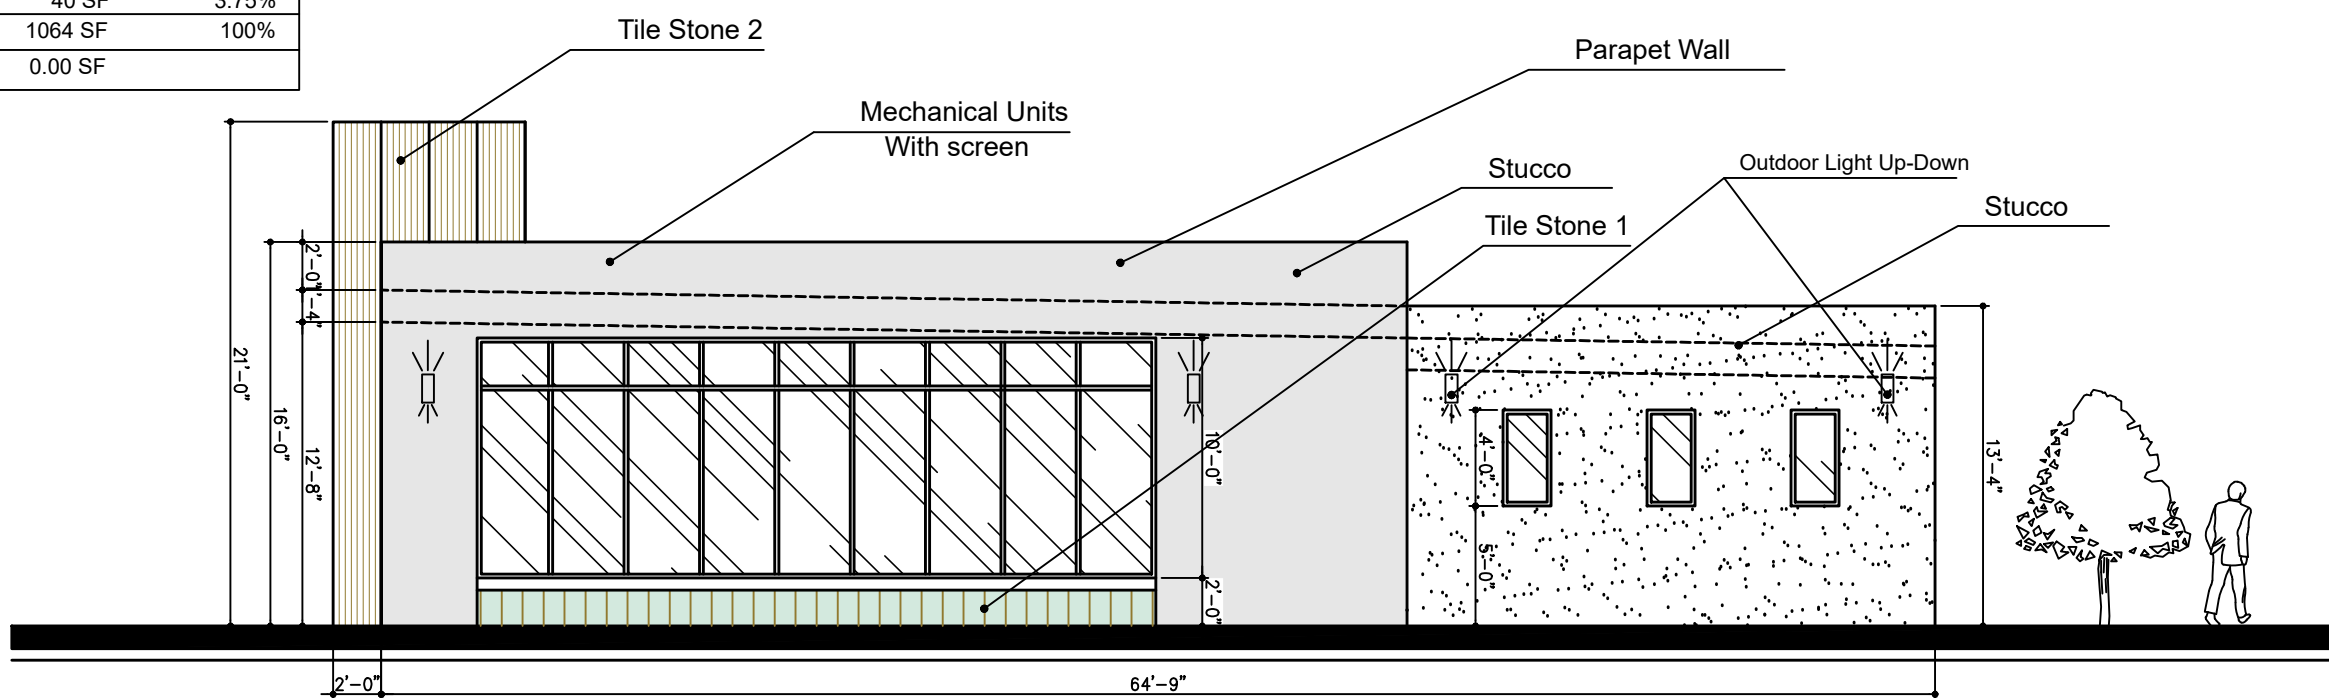 40 SF 3.75%
1064 SF 100%
0.00 SF
Tile Stone 2
Parapet Wall
Mechanical Units
With screen
Stucco
Outdoor Light Up-Down
Stucco
Tile Stone 1
2'-0"
1'-4"
21'-0"
16'-0"
12'-8"
10'-0"
4'-0"
13'-4"
5'-0"
2'-0"
2'-0"
64'-9"